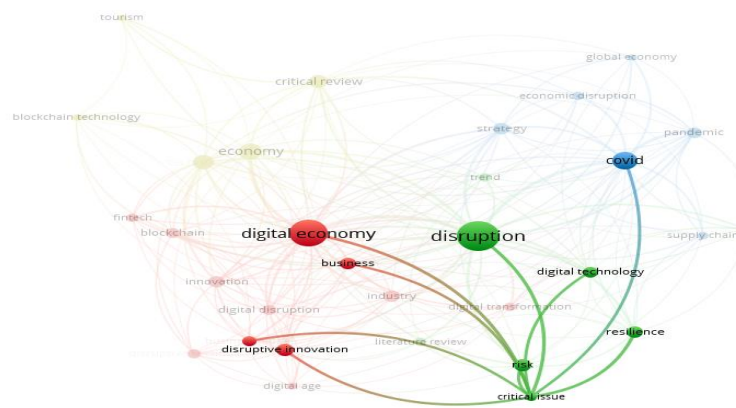 tourism
global economy
critical review
economic disruption
blockchain technology
strategy
pandemic
economy
covid
trend
fintech
blockchain
digital economy
disruption
supply chain
business
digital technology
innovation
industry
digital disruption
digital transformation
resilience
literature review
disruptive innovation
risk
digital age
critical issue